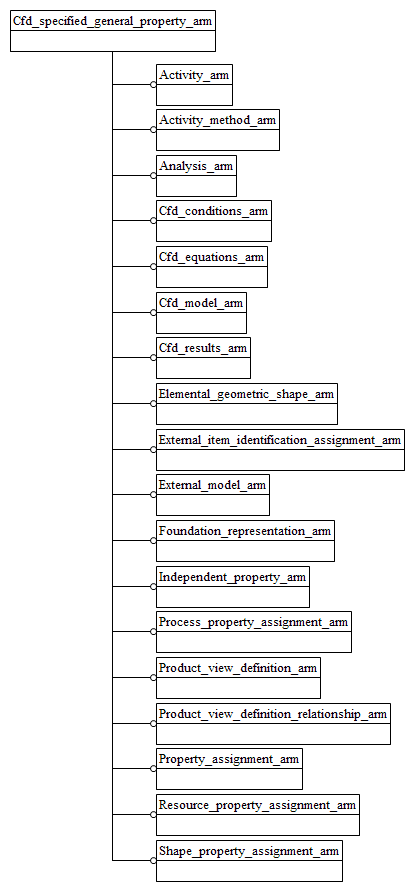 Cfd_specified_general_property_arm
Activity_arm
Activity_method_arm
Analysis_arm
Cfd_conditions_arm
Cfd_equations_arm
Cfd_model_arm
Cfd_results_arm
Elemental_geometric_shape_arm
External_item_identification_assignment_arm
External_model_arm
Foundation_representation_arm
Independent_property_arm
Process_property_assignment_arm
Product_view_definition_arm
Product_view_definition_relationship_arm
Property_assignment_arm
Resource_property_assignment_arm
Shape_property_assignment_arm